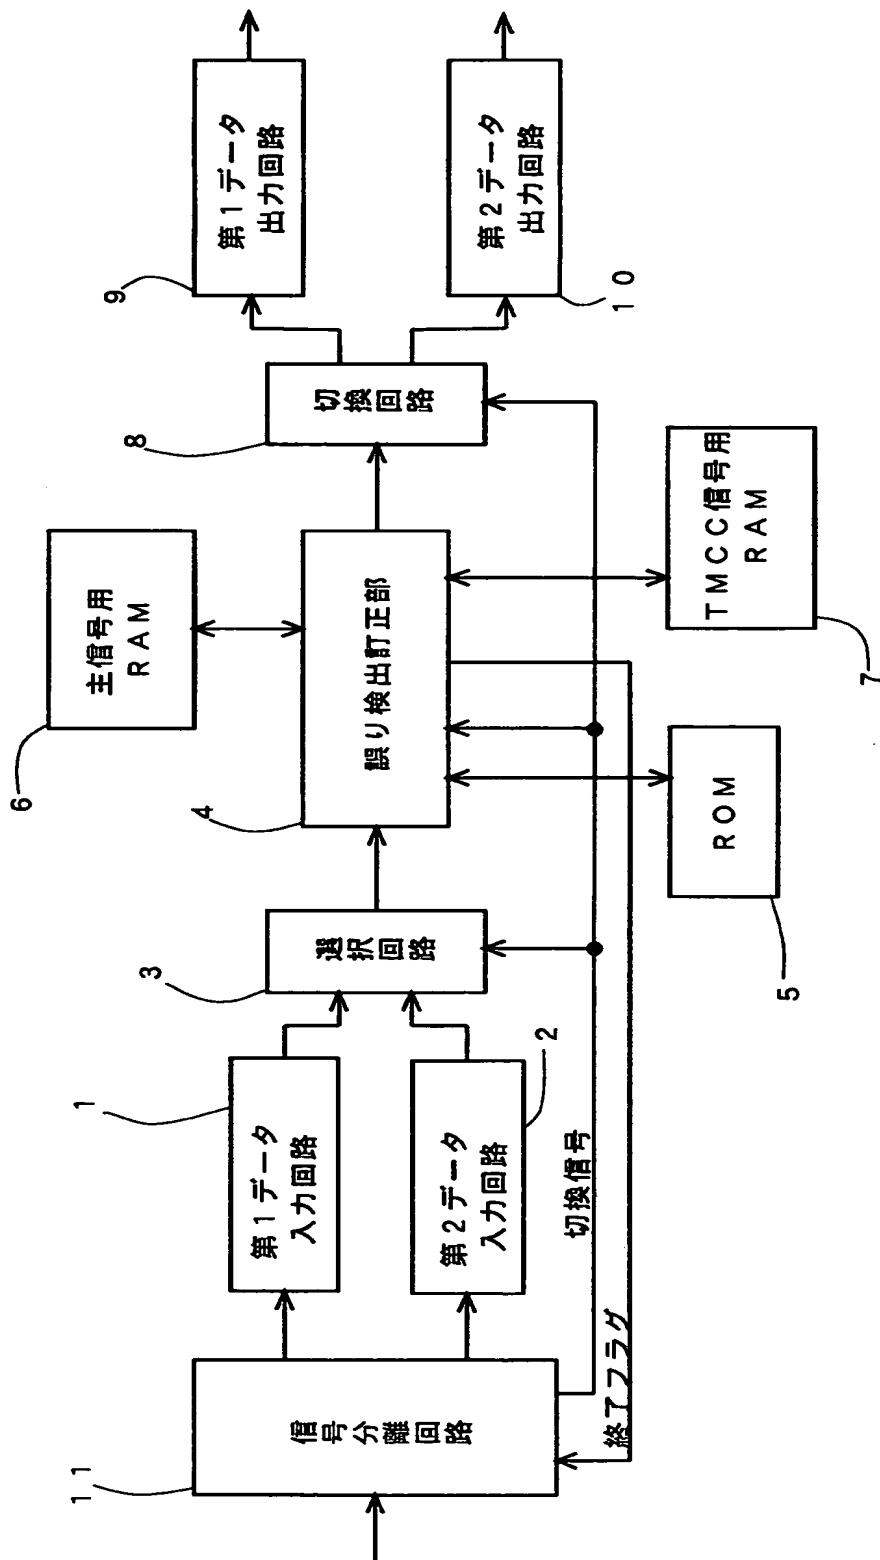 11
信号分離回路
1
第1データ
入力回路
第2データ
入力回路
2
切換信号
終了フラグ
3
選択回路
4
誤り検出訂正部
5
ROM
6
主信号用
RAM
7
TMCC信号用
RAM
8
切換回路
9
第1データ
出力回路
第2データ
出力回路
10